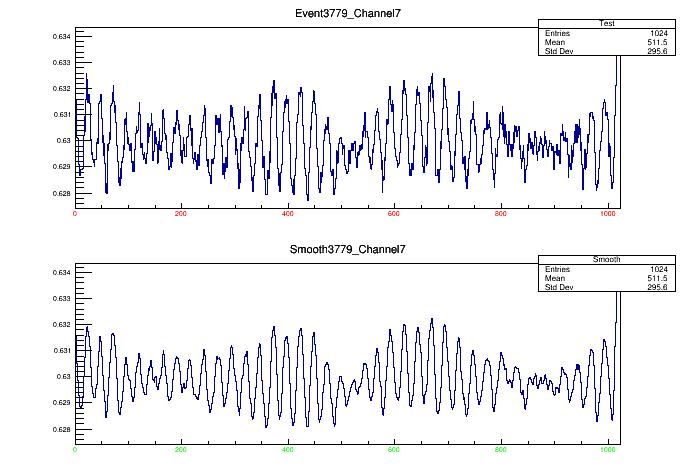 Event3779_Channel7
Test
Entries 1024
Mean 511.5
Std Dev 295.6
0.634
0.633
0.632
0.631
0.63
0.629
0.628
0 200 400 600 800 1000
Smooth3779_Channel7
Smooth
Entries 1024
Mean 511.5
Std Dev 295.6
0.634
0.633
0.632
0.631
0.63
0.629
0.628
0 200 400 600 800 1000